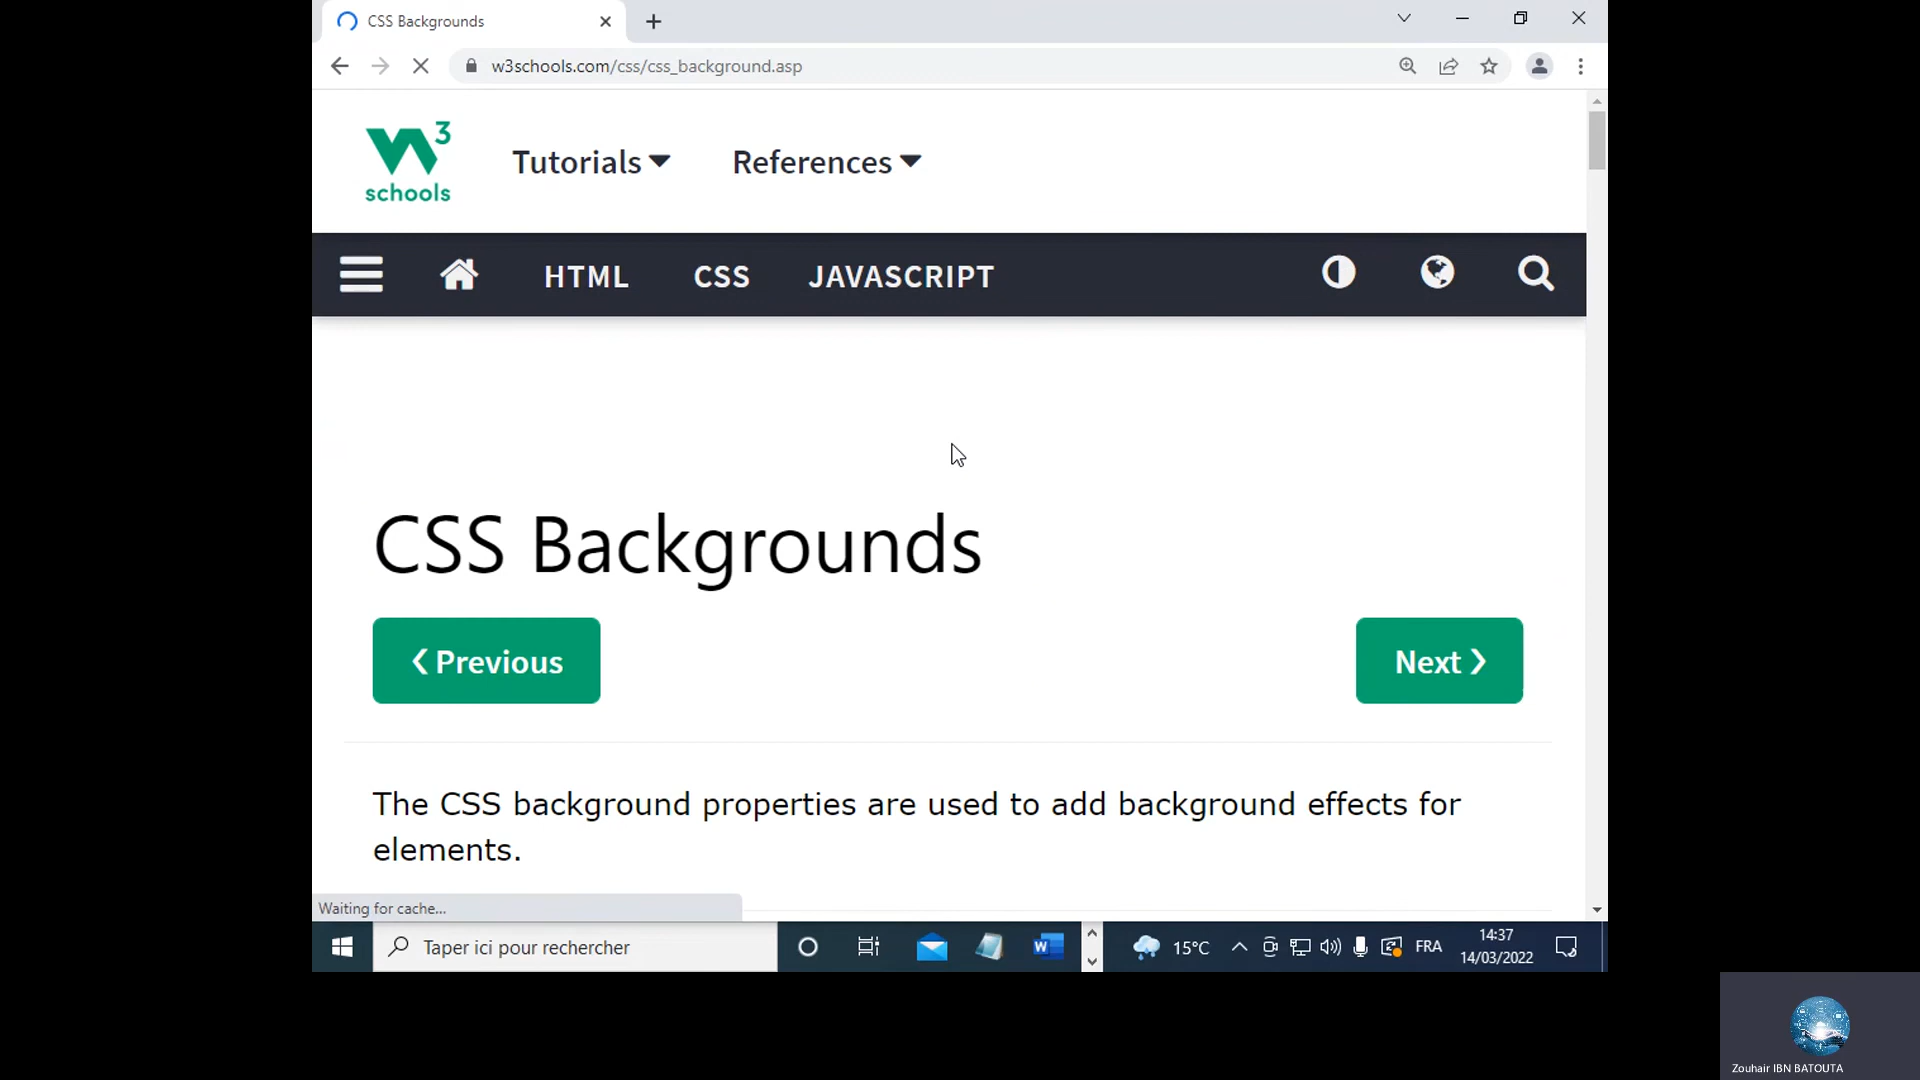 CSS Backgrounds
w3schools.com/css/css_background.asp
3
schools
Tutorials
References
HTML CSS JAVASCRIPT
CSS Backgrounds
❮ Previous
Next ❯
The CSS background properties are used to add background effects for
elements.
Waiting for cache...
Taper ici pour rechercher
W
15°C
FRA
14:37
14/03/2022
Zouhair IBN BATOUTA